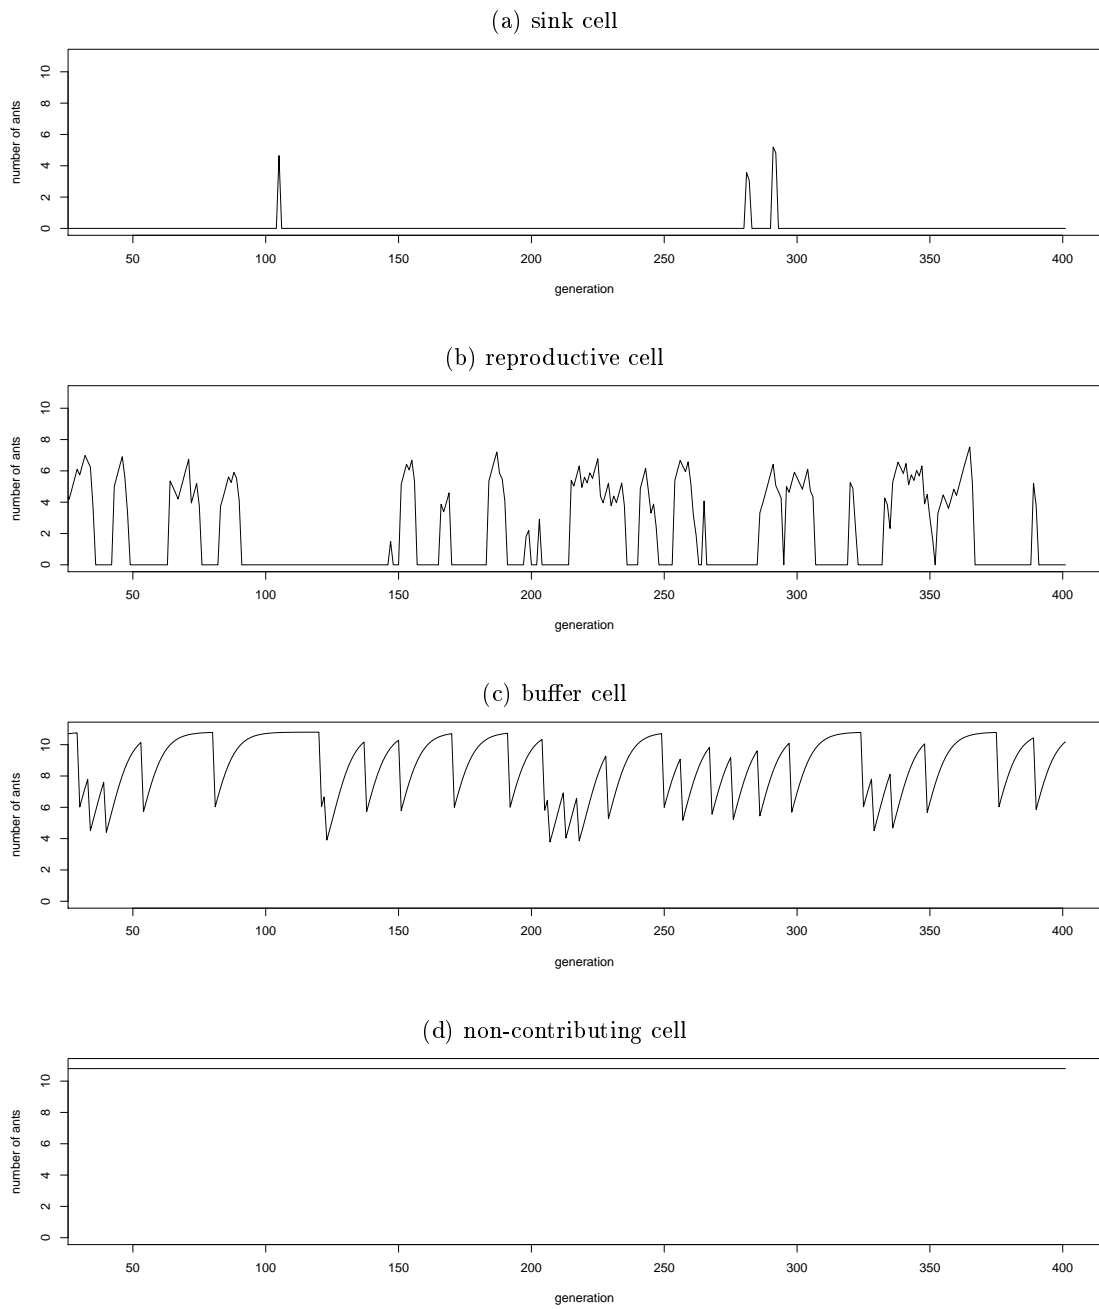 (a) sink cell
number of ants
0 2 4 6 8 10
50 100 150 200 250 300 350 400
generation
(b) reproductive cell
number of ants
0 2 4 6 8 10
50 100 150 200 250 300 350 400
generation
(c) buffer cell
number of ants
0 2 4 6 8 10
50 100 150 200 250 300 350 400
generation
(d) non-contributing cell
number of ants
0 2 4 6 8 10
50 100 150 200 250 300 350 400
generation